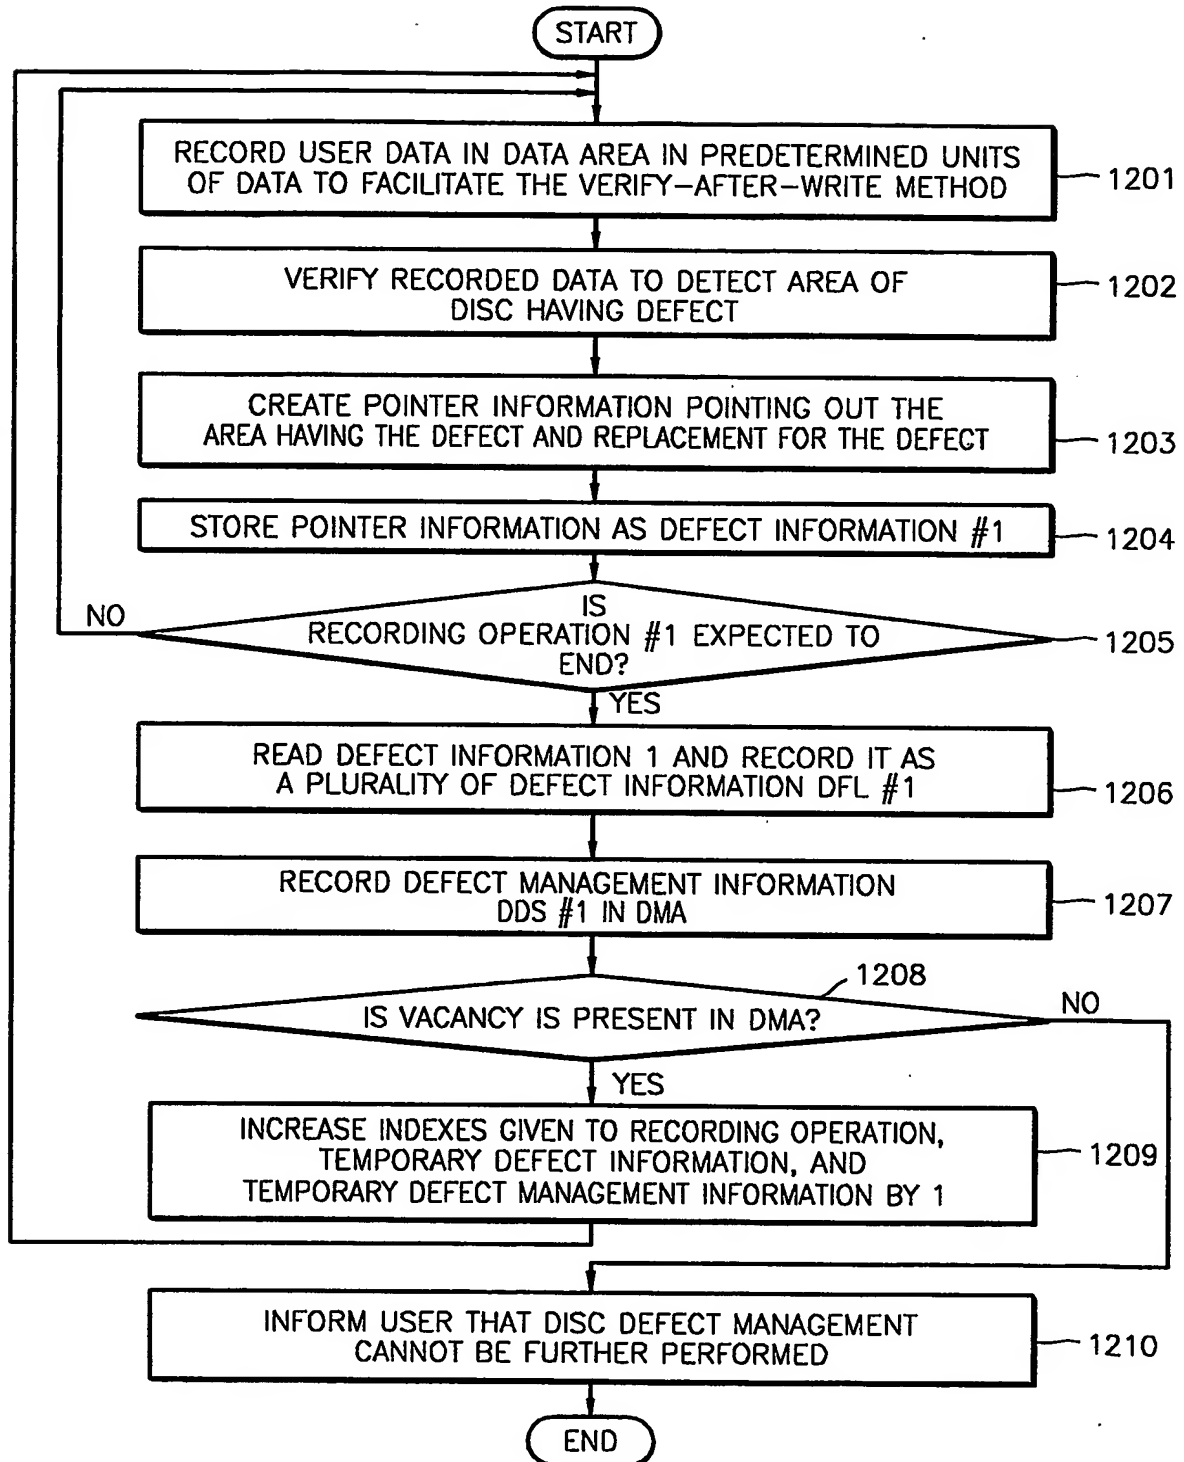 START
RECORD USER DATA IN DATA AREA IN PREDETERMINED UNITS
OF DATA TO FACILITATE THE VERIFY-AFTER-WRITE METHOD
1201
VERIFY RECORDED DATA TO DETECT AREA OF
DISC HAVING DEFECT
1202
CREATE POINTER INFORMATION POINTING OUT THE
AREA HAVING THE DEFECT AND REPLACEMENT FOR THE DEFECT
1203
STORE POINTER INFORMATION AS DEFECT INFORMATION #1
1204
NO
IS
RECORDING OPERATION #1 EXPECTED TO
END?
1205
YES
READ DEFECT INFORMATION 1 AND RECORD IT AS
A PLURALITY OF DEFECT INFORMATION DFL #1
1206
RECORD DEFECT MANAGEMENT INFORMATION
DDS #1 IN DMA
1207
1208
IS VACANCY IS PRESENT IN DMA?
NO
YES
INCREASE INDEXES GIVEN TO RECORDING OPERATION,
TEMPORARY DEFECT INFORMATION, AND
TEMPORARY DEFECT MANAGEMENT INFORMATION BY 1
1209
INFORM USER THAT DISC DEFECT MANAGEMENT
CANNOT BE FURTHER PERFORMED
1210
END